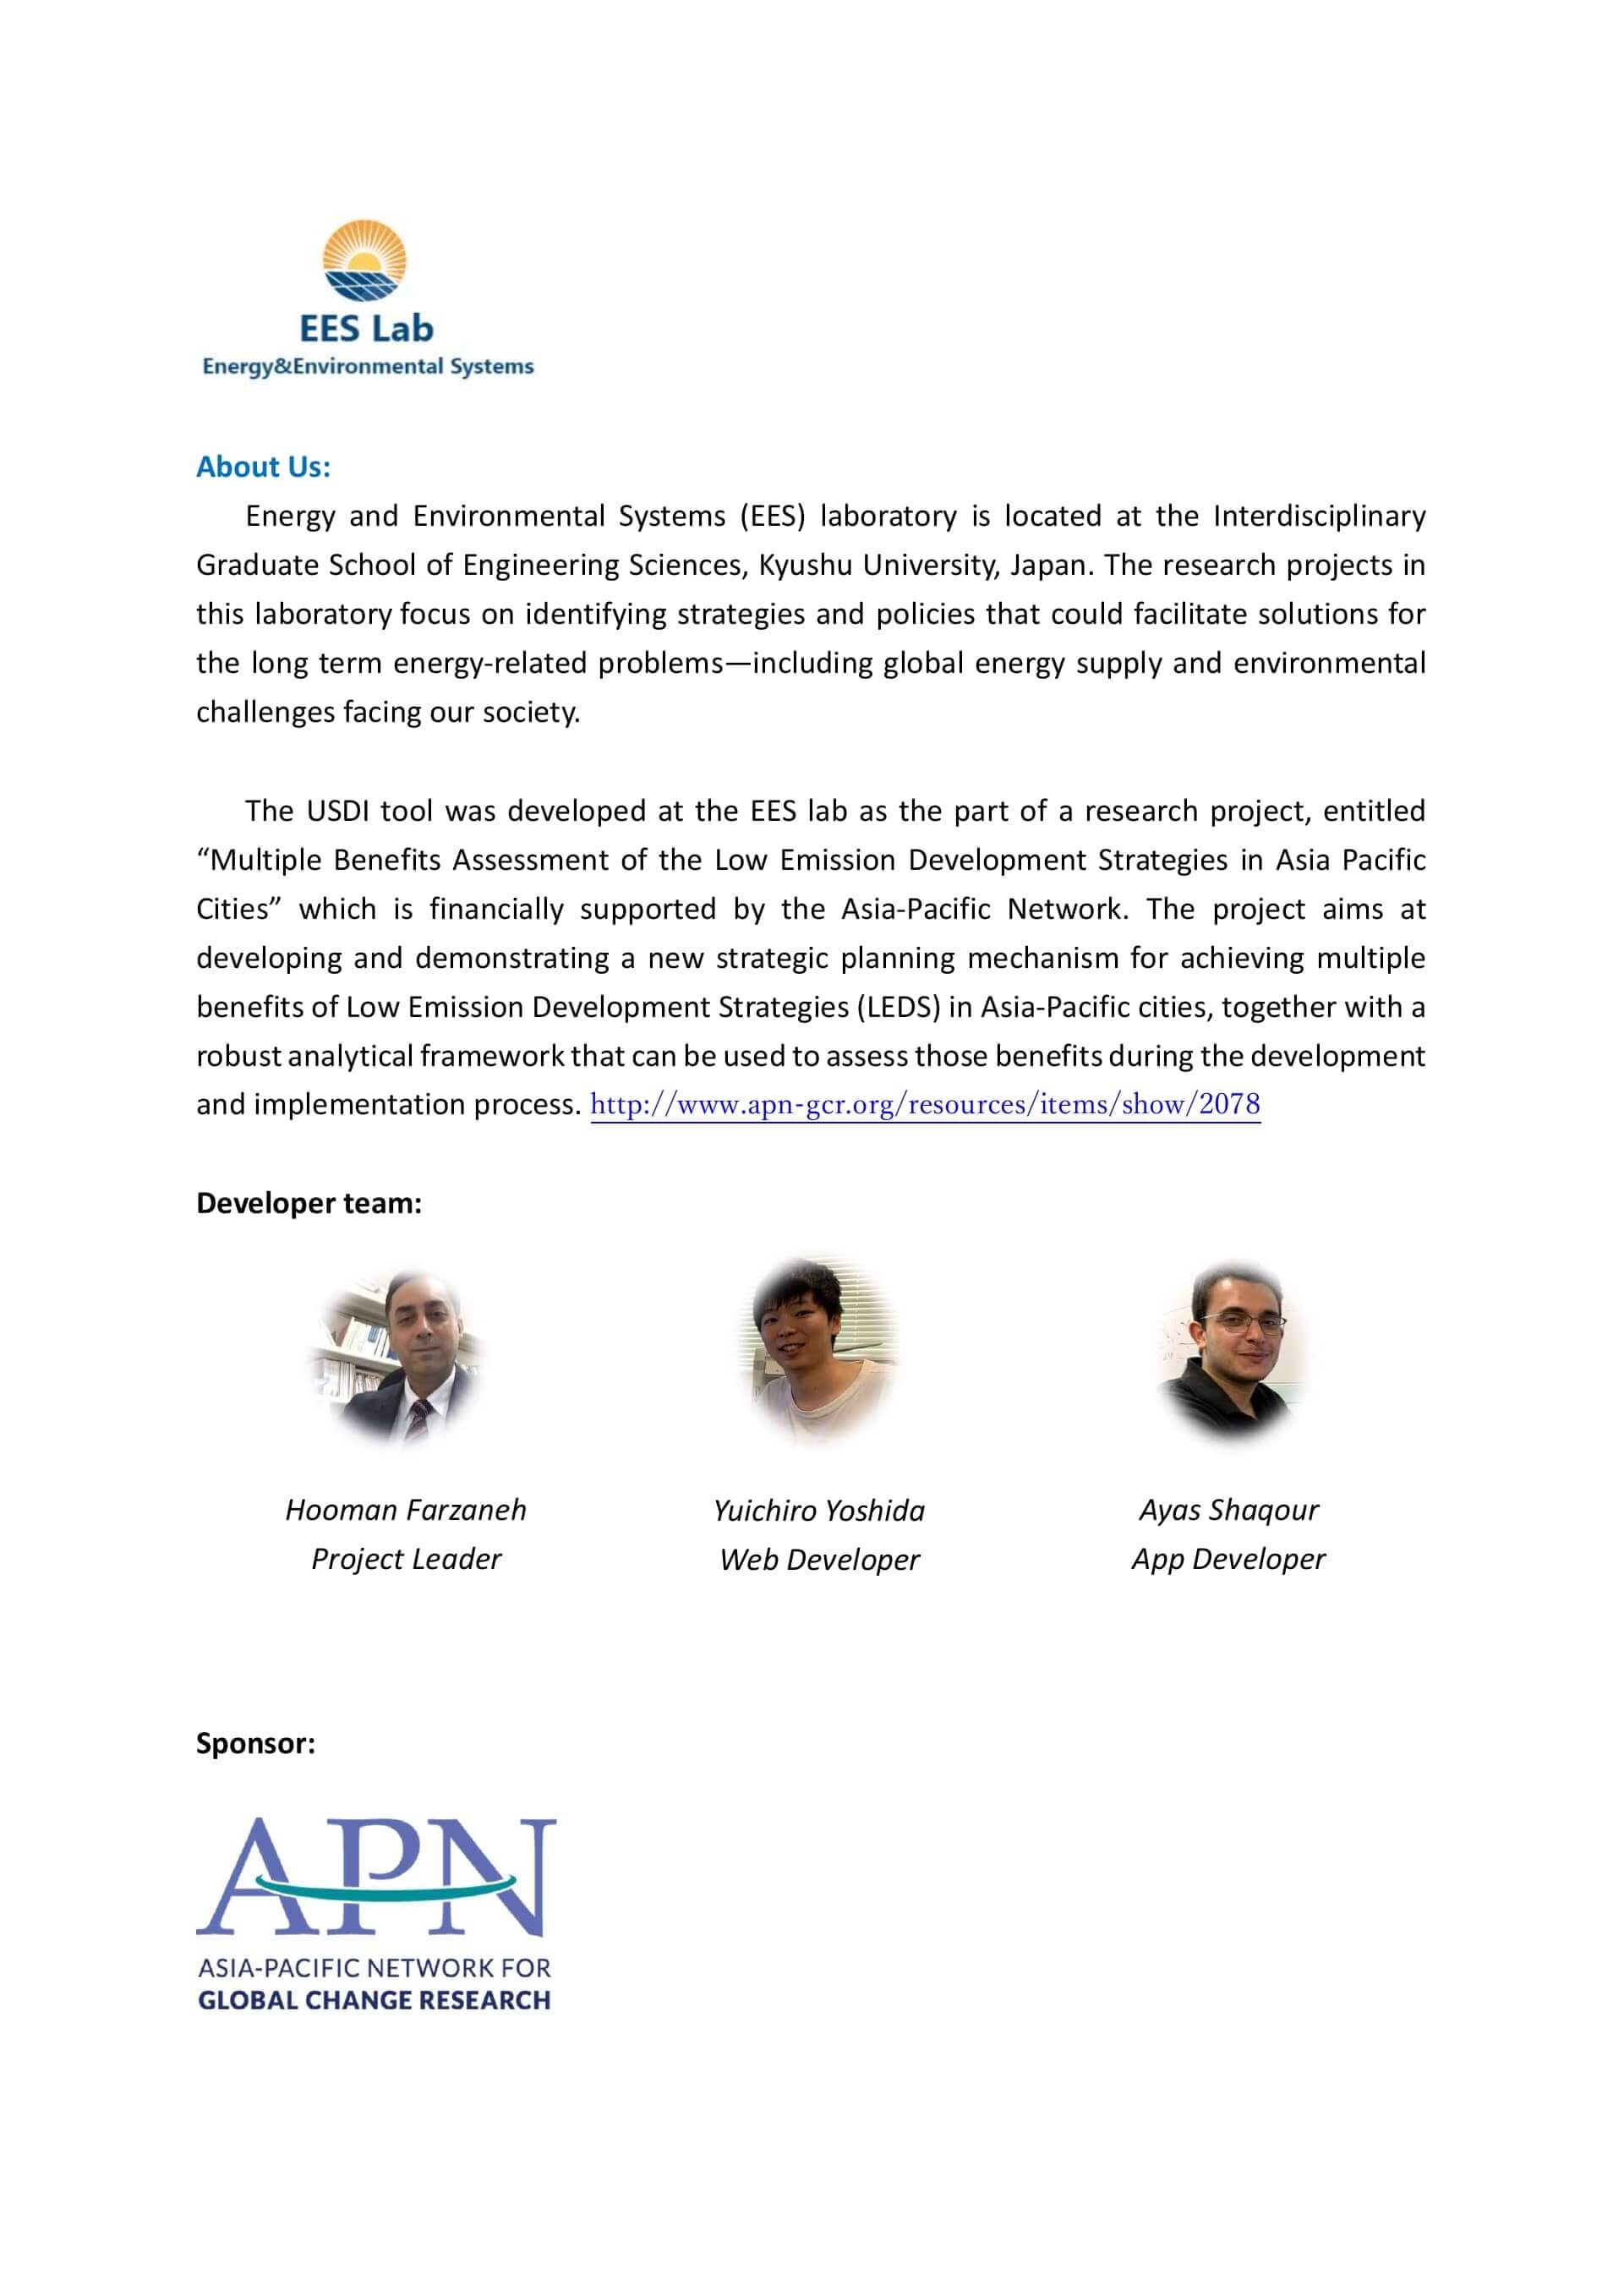 EES Lab
Energy&Environmental Systems
About Us:
Energy and Environmental Systems (EES) laboratory is located at the Interdisciplinary
Graduate School of Engineering Sciences, Kyushu University, Japan. The research projects in
this laboratory focus on identifying strategies and policies that could facilitate solutions for
the long term energy-related problems—including global energy supply and environmental
challenges facing our society.
The USDI tool was developed at the EES lab as the part of a research project, entitled
“Multiple Benefits Assessment of the Low Emission Development Strategies in Asia Pacific
Cities” which is financially supported by the Asia-Pacific Network. The project aims at
developing and demonstrating a new strategic planning mechanism for achieving multiple
benefits of Low Emission Development Strategies (LEDS) in Asia-Pacific cities, together with a
robust analytical framework that can be used to assess those benefits during the development
and implementation process. http://www.apn-gcr.org/resources/items/show/2078
Developer team:
Hooman Farzaneh
Project Leader
Yuichiro Yoshida
Web Developer
Ayas Shaqour
App Developer
Sponsor:
APN
ASIA-PACIFIC NETWORK FOR
GLOBAL CHANGE RESEARCH